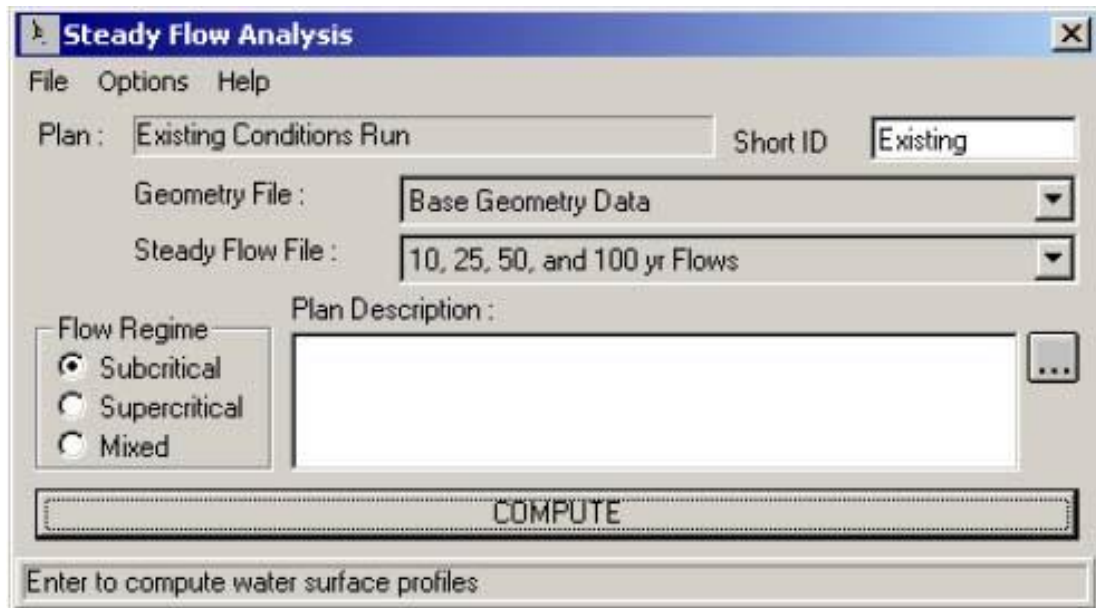 Steady Flow Analysis
File Options Help
Plan : Existing Conditions Run Short ID Existing
Geometry File : Base Geometry Data
Steady Flow File : 10, 25, 50, and 100 yr Flows
Plan Description :
Flow Regime
Subcritical
Supercritical
Mixed
...
COMPUTE
Enter to compute water surface profiles